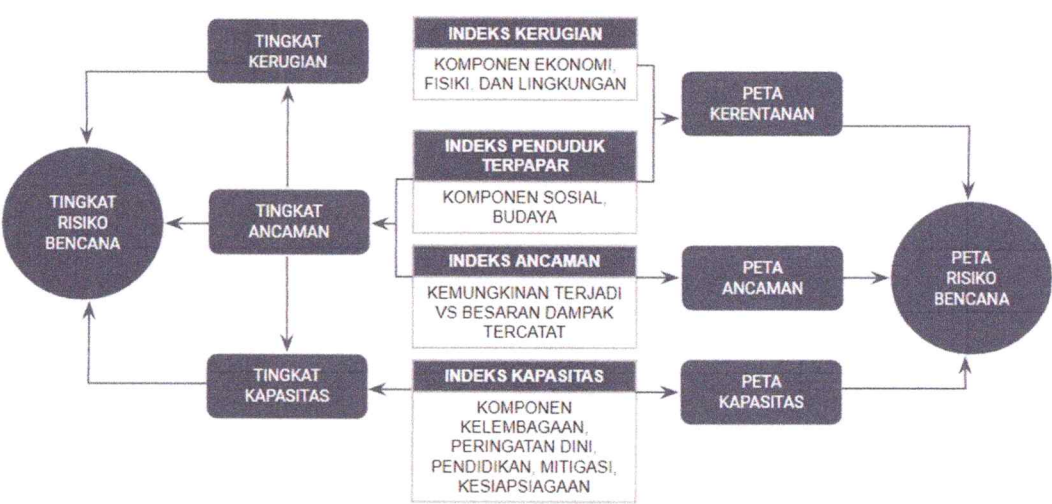 TINGKAT
KERUGIAN
TINGKAT
RISIKO
BENCANA
TINGKAT
ANCAMAN
TINGKAT
KAPASITAS
INDEKS KERUGIAN
KOMPONEN EKONOMI,
FISIKI, DAN LINGKUNGAN
INDEKS PENDUDUK
TERPAPAR
KOMPONEN SOSIAL,
BUDAYA
INDEKS ANCAMAN
KEMUNGKINAN TERJADI
VS BESARAN DAMPAK
TERCATAT
INDEKS KAPASITAS
KOMPONEN
KELEMBAGAAN,
PERINGATAN DINI,
PENDIDIKAN, MITIGASI,
KESIAPSIAGAAN
PETA
KERENTANAN
PETA
ANCAMAN
PETA
KAPASITAS
PETA
RISIKO
BENCANA